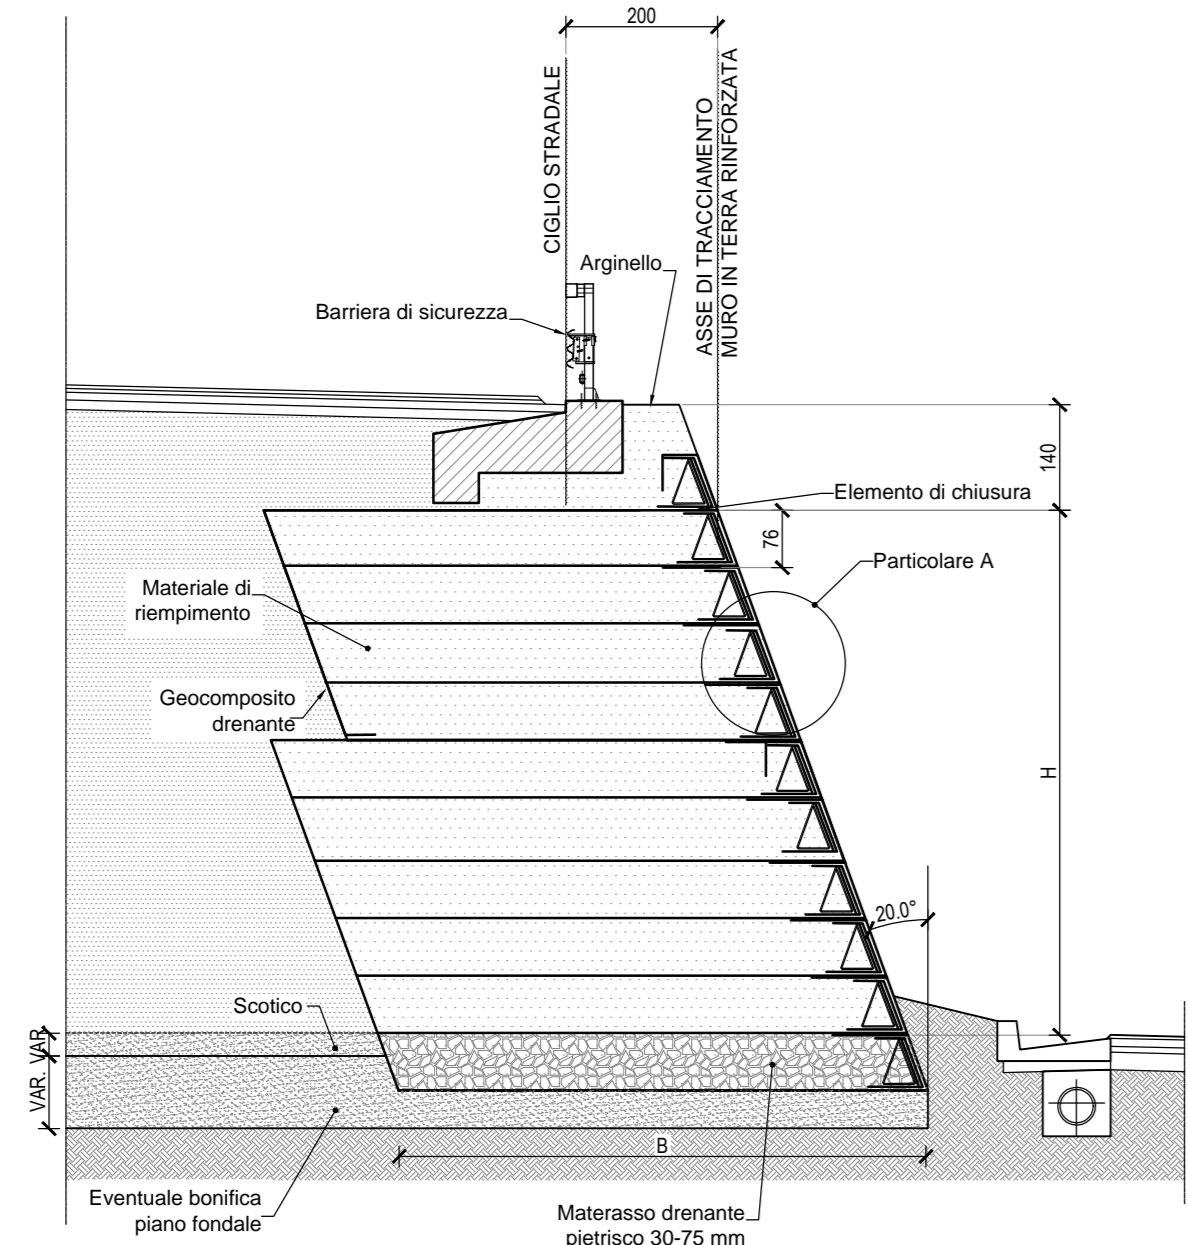 200
CIGLIO STRADALE
ASSE DI TRACCIAMENTO
MURO IN TERRA RINFORZATA
Arginello
Barriera di sicurezza
140
Elemento di chiusura
76
Particolare A
Materiale di
riempimento
Geocomposito
drenante
H
20.0°
Scotico
VAR.
VAR.
B
Eventuale bonifica
piano fondale
Materasso drenante
pietrisco 30-75 mm